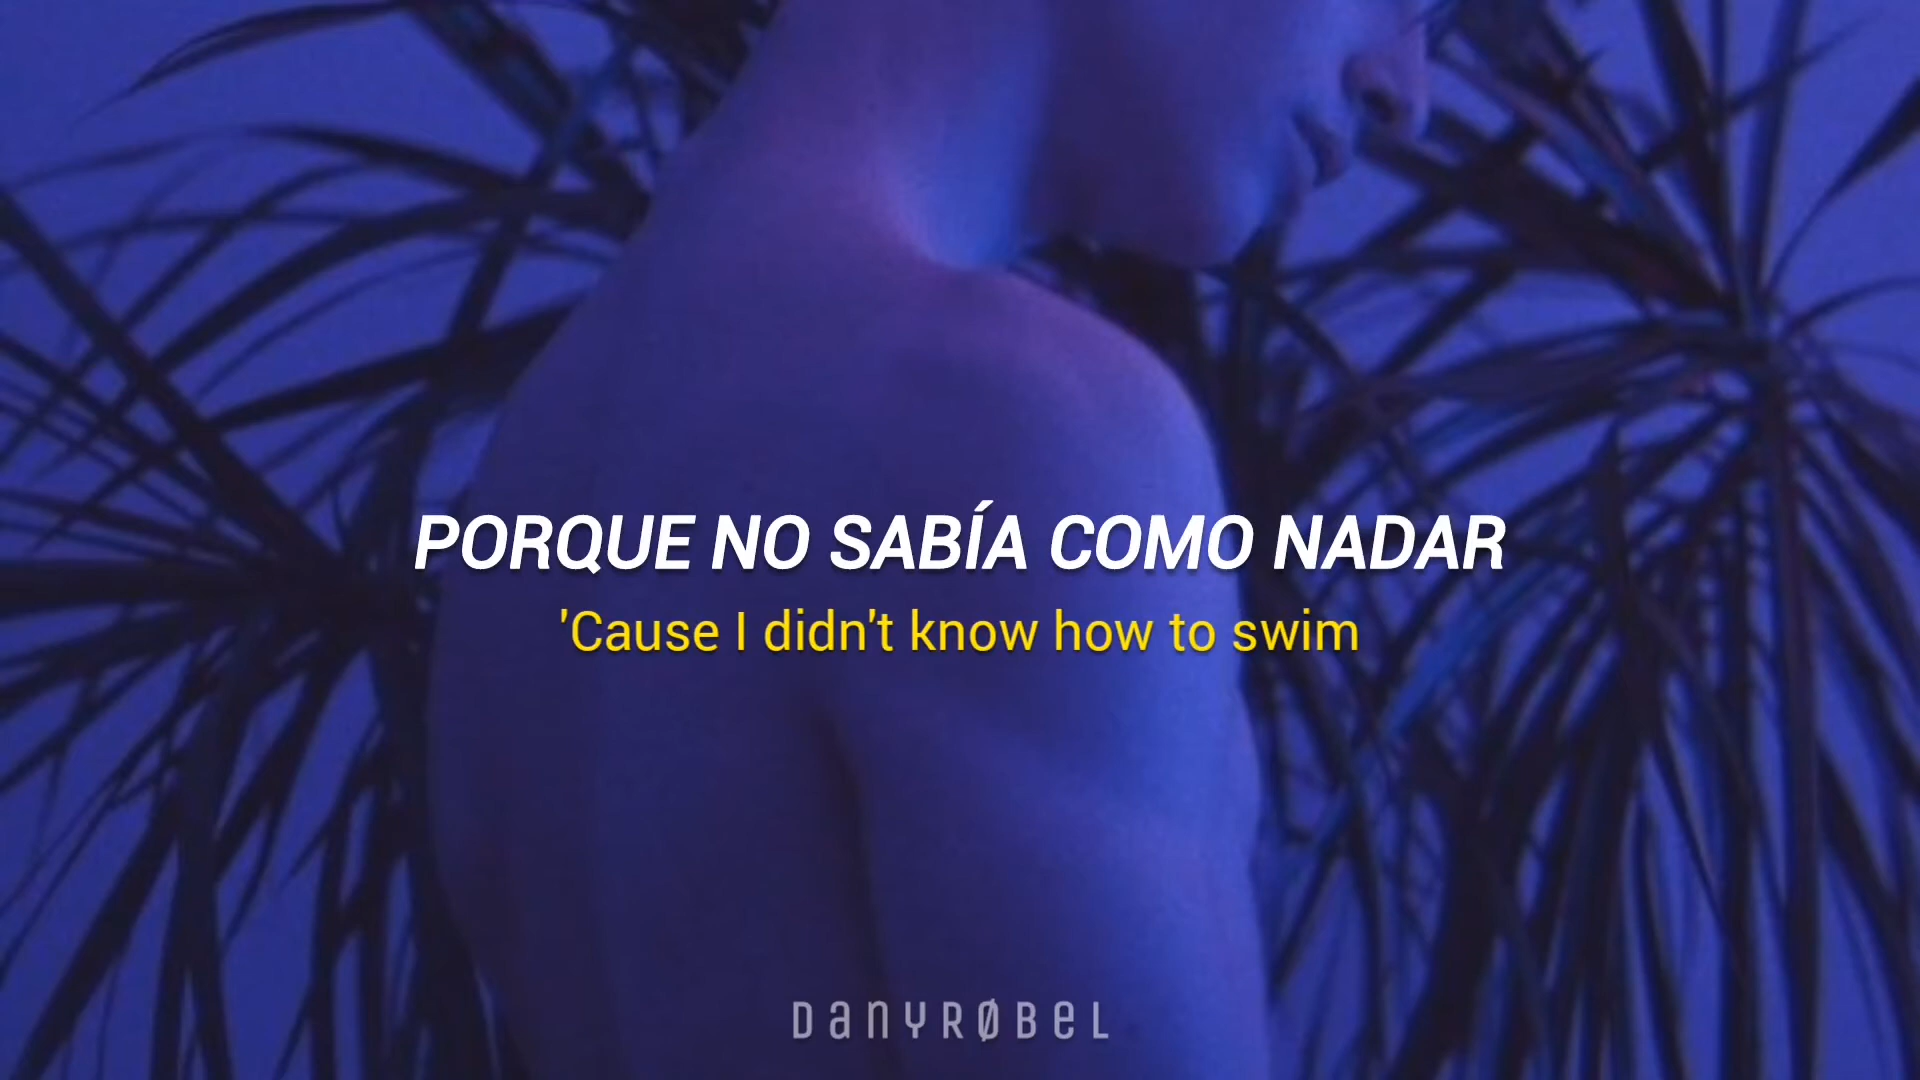 PORQUE NO SABÍA COMO NADAR
'Cause I didn't know how to swim
DANYRØBEL